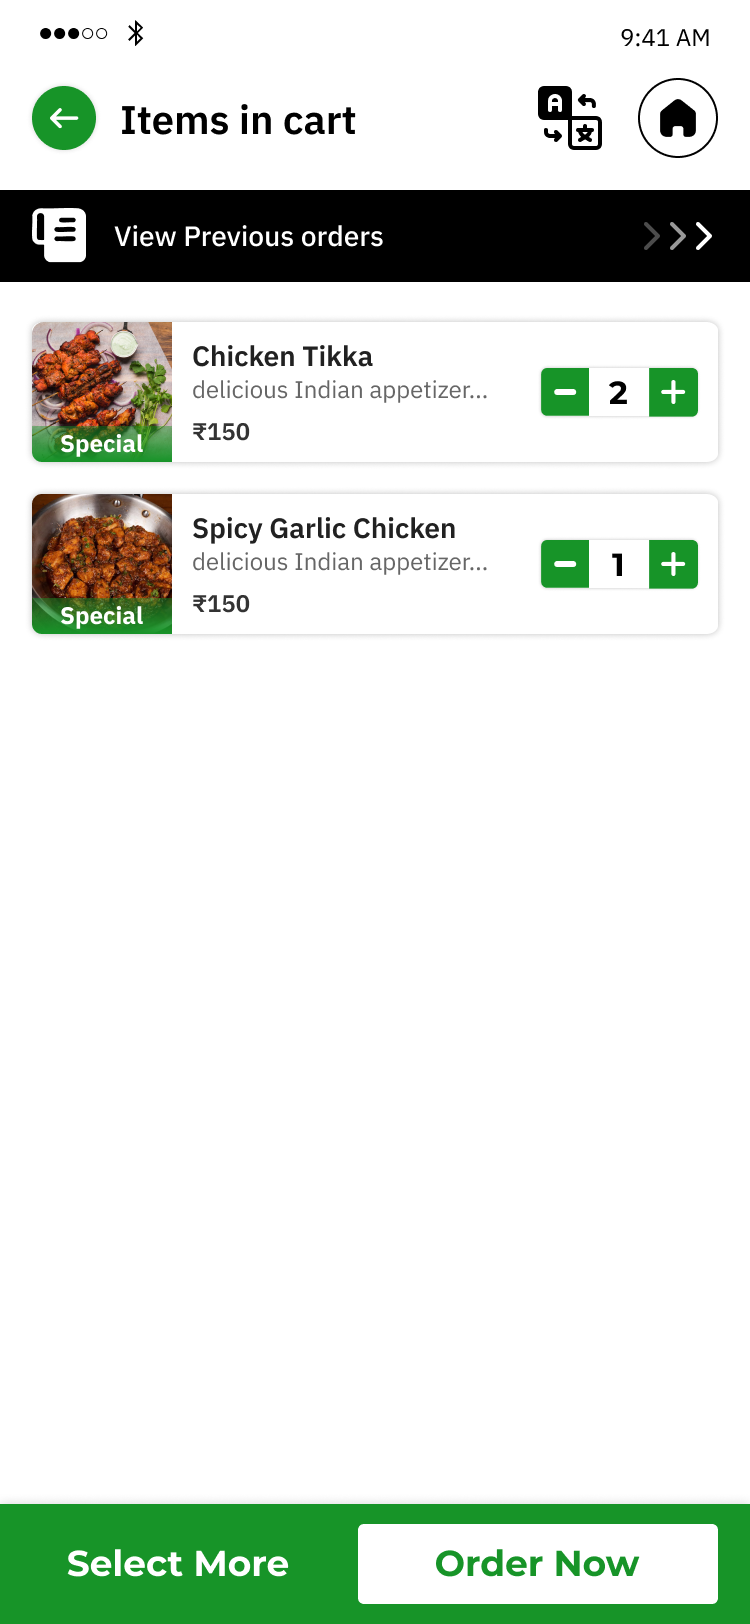 9:41 AM
Items in cart
A
View Previous orders
Chicken Tikka
delicious Indian appetizer...
₹150
Special
2
Spicy Garlic Chicken
delicious Indian appetizer...
₹150
Special
1
Select More
Order Now